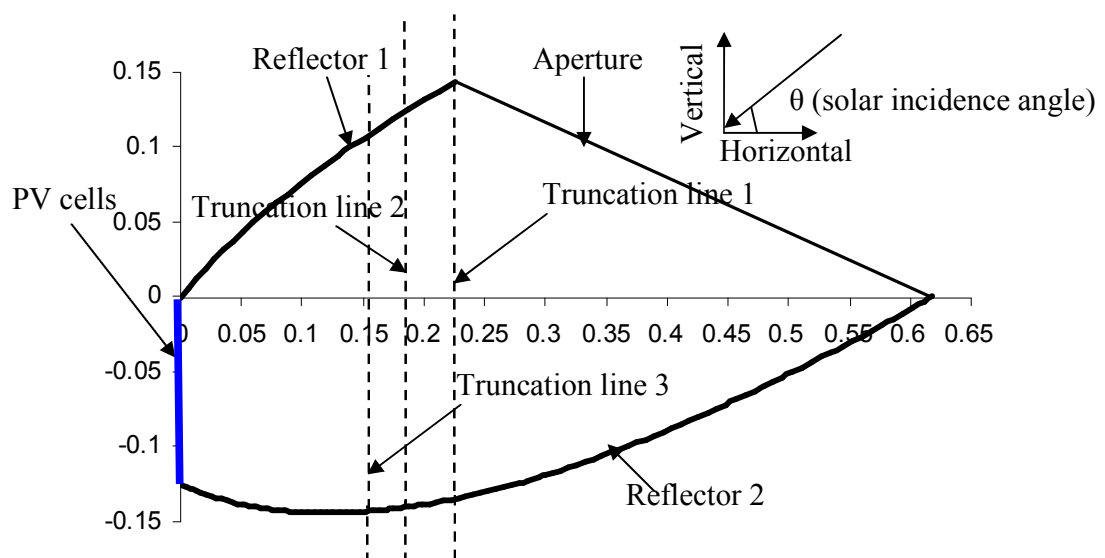 Reflector 1
Aperture
Vertical
θ (solar incidence angle)
Horizontal
PV cells
Truncation line 2
Truncation line 1
Truncation line 3
Reflector 2
0.15
0.1
0.05
0
-0.05
-0.1
-0.15
0 0.05 0.1 0.15 0.2 0.25 0.3 0.35 0.4 0.45 0.5 0.55 0.6 0.65